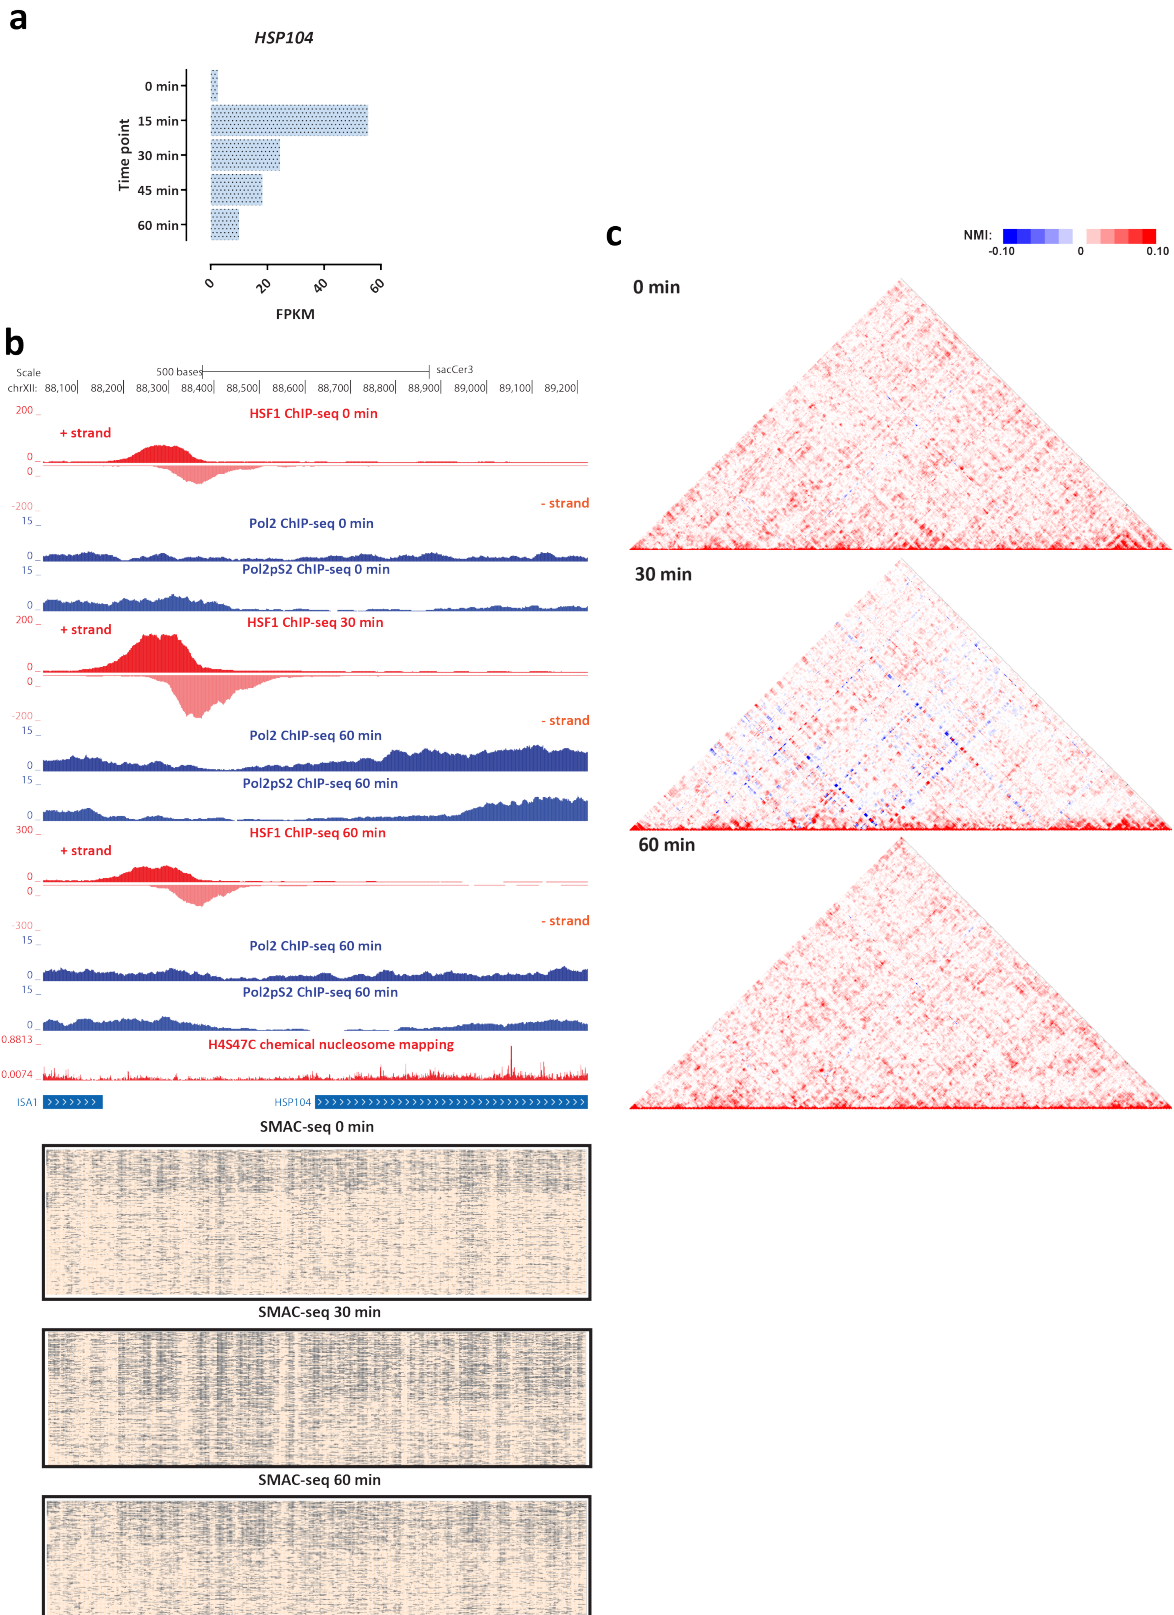 a
HSP104
Time point
0 min
15 min
30 min
45 min
60 min
0 20 40 60
FPKM
b
Scale 500 bases sacCer3
chrXII: 88,100 88,200 88,300 88,400 88,500 88,600 88,700 88,800 88,900 89,000 89,100 89,200
HSF1 ChIP-seq 0 min
200
+ strand
0
0
-200
- strand
Pol2 ChIP-seq 0 min
15
0
Pol2pS2 ChIP-seq 0 min
15
0
HSF1 ChIP-seq 30 min
200
+ strand
0
0
-200
- strand
Pol2 ChIP-seq 60 min
15
0
Pol2pS2 ChIP-seq 60 min
15
0
HSF1 ChIP-seq 60 min
300
+ strand
0
0
-300
- strand
Pol2 ChIP-seq 60 min
15
0
Pol2pS2 ChIP-seq 60 min
15
0
H4S47C chemical nucleosome mapping
0.8813
0.0074
ISA1 HSP104
SMAC-seq 0 min
SMAC-seq 30 min
SMAC-seq 60 min
c
NMI:
-0.10 0 0.10
0 min
30 min
60 min